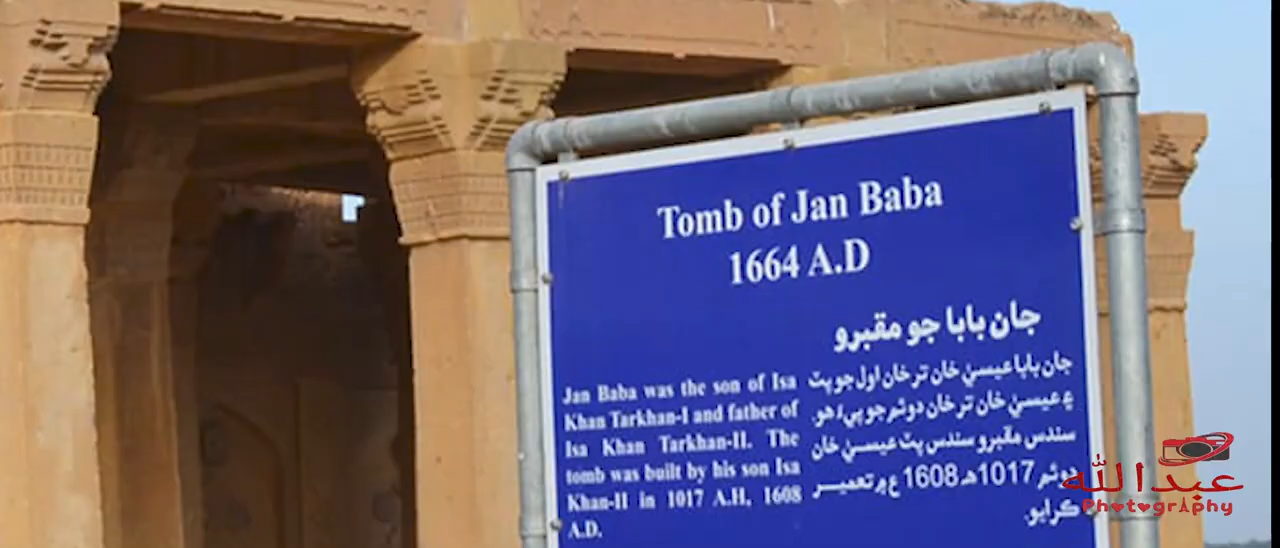 Tomb of Jan Baba
1664 A.D
جان بابا جو مقبرو
Jan Baba was the son of Isa
Khan Tarkhan-I and father of
Isa Khan Tarkhan-II. The
tomb was built by his son Isa
Khan-II in 1017 A.H, 1608
A.D.
جان بابا عيسيٰ خان ترخان اول جو پٽ
۽ عيسيٰ خان ترخان دوئم جو پيءُ هو.
سندس مقبرو سندس پٽ عيسيٰ خان
دوئم 1017هه 1608ع ۾ تعمير
ڪرايو.
عبدالله
Photography